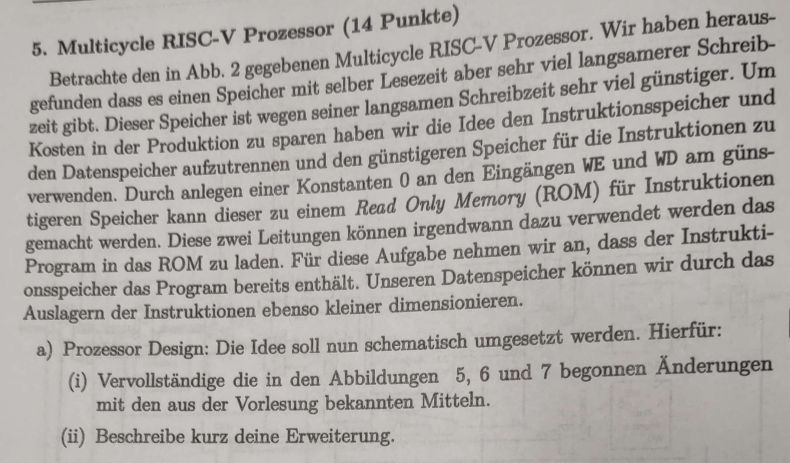 5. Multicycle RISC-V Prozessor (14 Punkte)
Betrachte den in Abb. 2 gegebenen Multicycle RISC-V Prozessor. Wir haben heraus-
gefunden dass es einen Speicher mit selber Lesezeit aber sehr viel langsamerer Schreib-
zeit gibt. Dieser Speicher ist wegen seiner langsamen Schreibzeit sehr viel günstiger. Um
Kosten in der Produktion zu sparen haben wir die Idee den Instruktionsspeicher und
den Datenspeicher aufzutrennen und den günstigeren Speicher für die Instruktionen zu
verwenden. Durch anlegen einer Konstanten 0 an den Eingängen WE und WD am güns-
tigeren Speicher kann dieser zu einem Read Only Memory (ROM) für Instruktionen
gemacht werden. Diese zwei Leitungen können irgendwann dazu verwendet werden das
Program in das ROM zu laden. Für diese Aufgabe nehmen wir an, dass der Instrukti-
onsspeicher das Program bereits enthält. Unseren Datenspeicher können wir durch das
Auslagern der Instruktionen ebenso kleiner dimensionieren.
a) Prozessor Design: Die Idee soll nun schematisch umgesetzt werden. Hierfür:
(i) Vervollständige die in den Abbildungen 5, 6 und 7 begonnen Änderungen
mit den aus der Vorlesung bekannten Mitteln.
(ii) Beschreibe kurz deine Erweiterung.